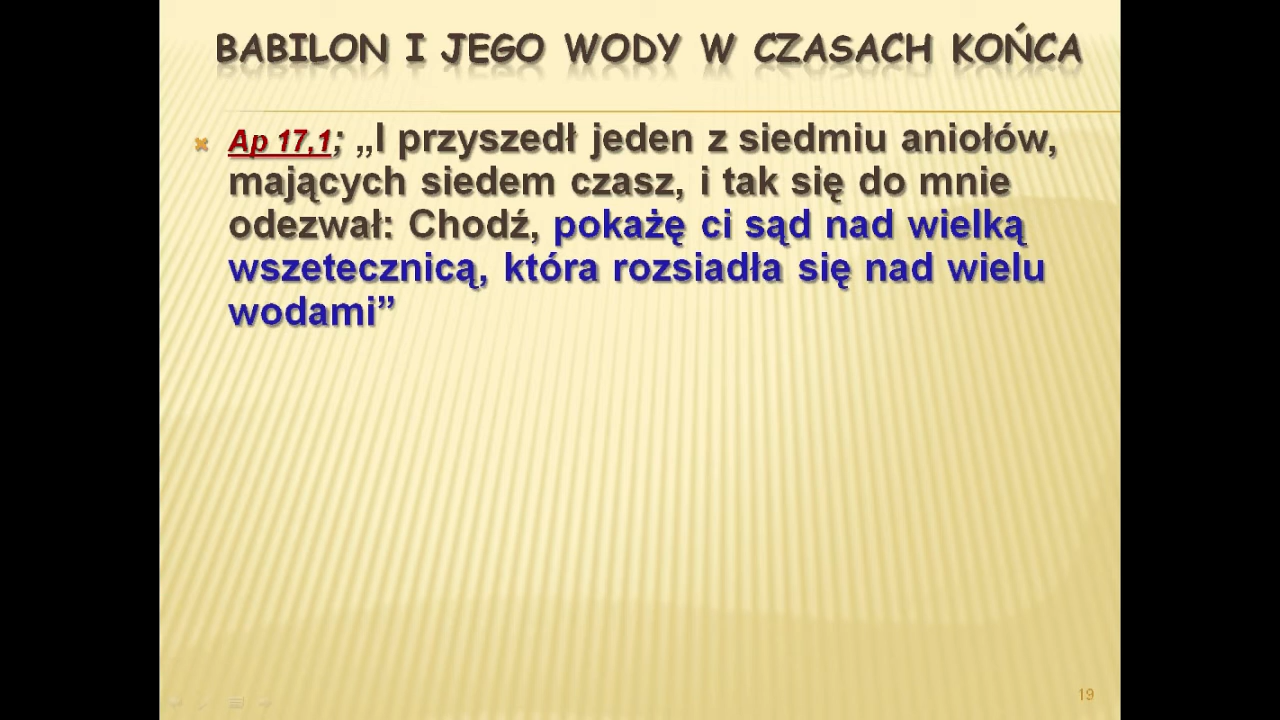 BABILON I JEGO WODY W CZASACH KOŃCA
Ap 17,1; „I przyszedł jeden z siedmiu aniołów,
mających siedem czasz, i tak się do mnie
odezwał: Chodź, pokażę ci sąd nad wielką
wszetecznicą, która rozsiadła się nad wielu
wodami”
19